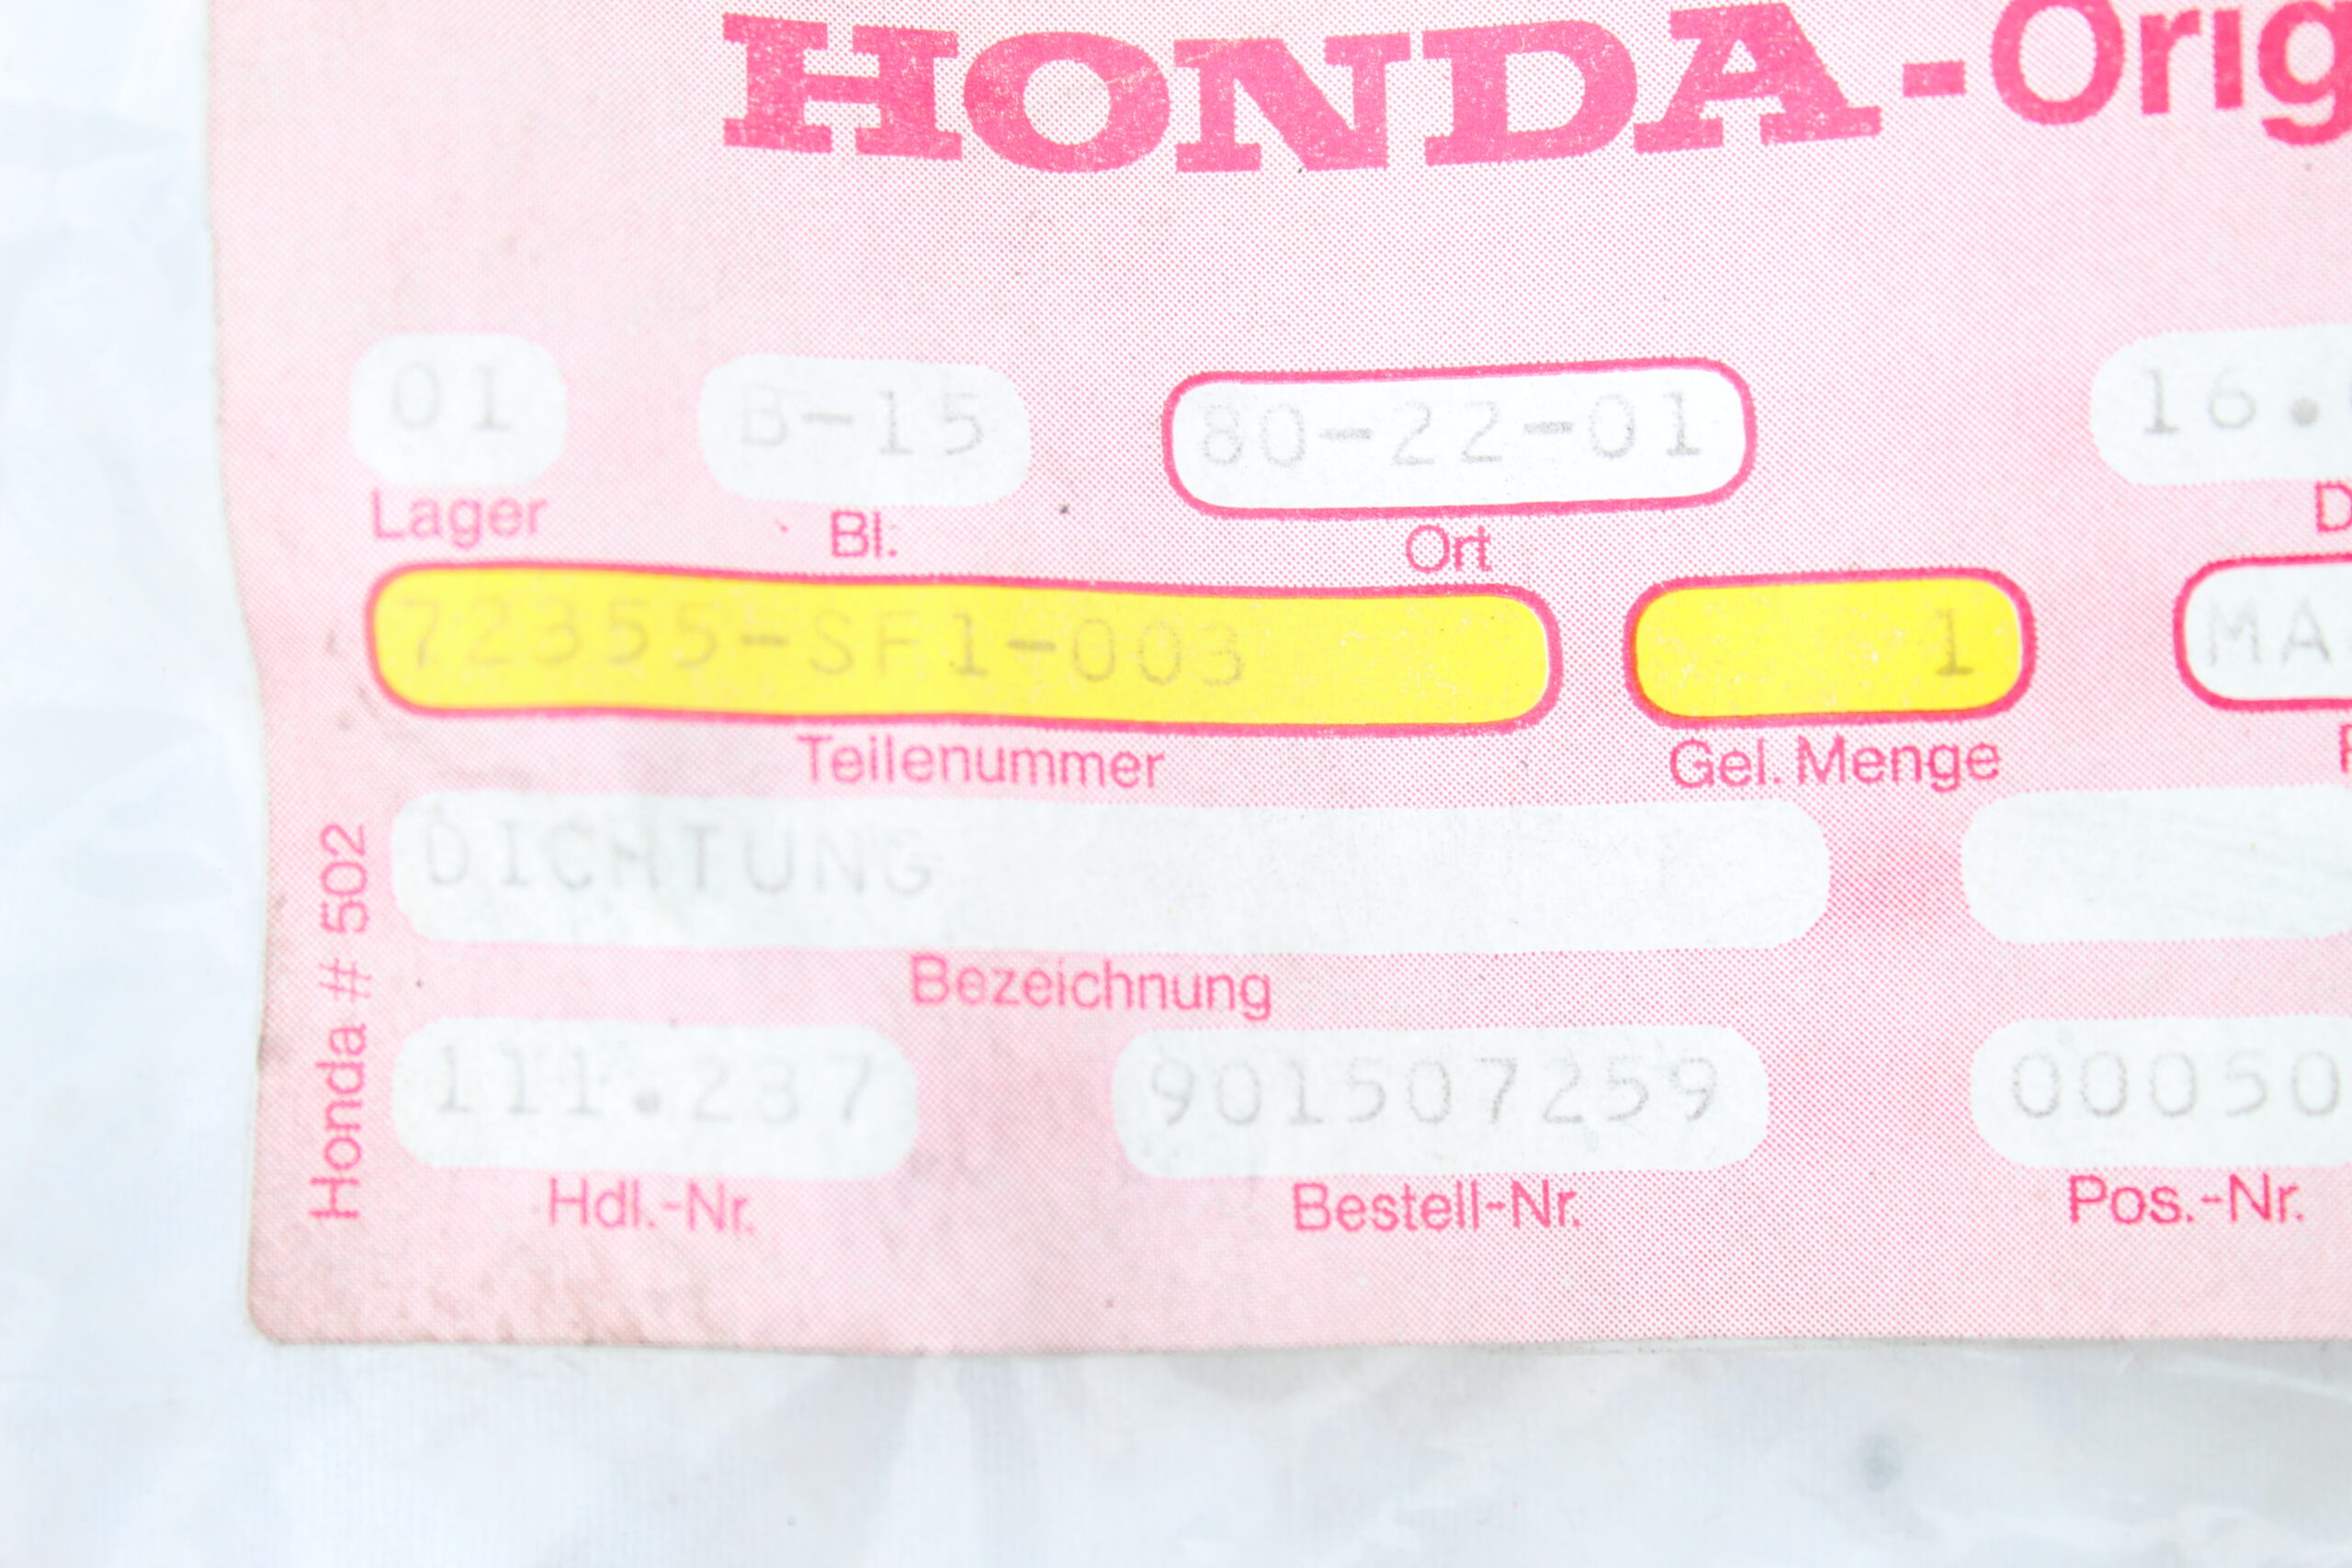 HONDA-Orig
01 B-15 80-22-01 16.
Lager Bl. Ort D
72355-SF1-003 1 MA
Teilenummer Gel. Menge
DICHTUNG
Bezeichnung
111.237 901507259 00050
Hdl.-Nr. Bestell-Nr. Pos.-Nr.
Honda # 502